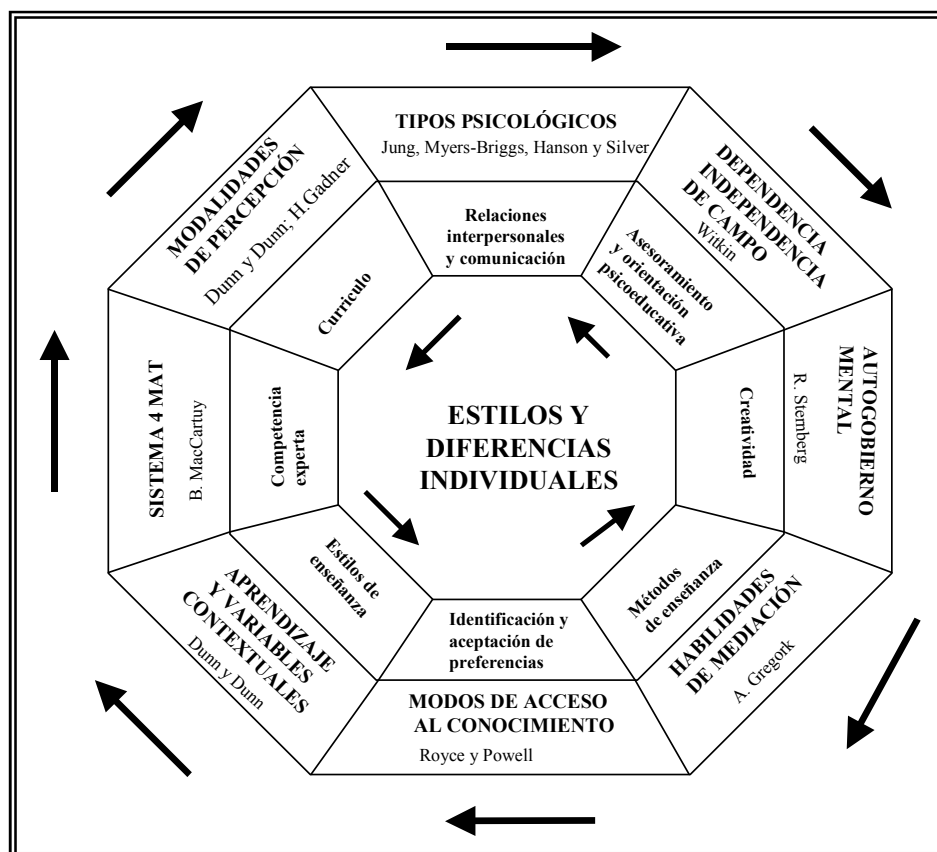 TIPOS PSICOLÓGICOS
Jung, Myers-Briggs, Hanson y Silver
Relaciones
interpersonales
y comunicación
DEPENDENCIA
INDEPENDENCIA
DE CAMPO
Witkin
Asesoramiento
y orientación
psicoeducativa
AUTOGOBIERNO
MENTAL
R. Sternberg
Creatividad
HABILIDADES
DE MEDIACIÓN
A. Gregork
Métodos
de enseñanza
MODOS DE ACCESO
AL CONOCIMIENTO
Royce y Powell
Identificación y
aceptación de
preferencias
APRENDIZAJE
Y VARIABLES
CONTEXTUALES
Dunn y Dunn
Estilos de
enseñanza
SISTEMA 4 MAT
B. MacCartuy
Competencia
experta
MODALIDADES
DE PERCEPCIÓN
Dunn y Dunn; H.Gadner
Curriculo
ESTILOS Y
DIFERENCIAS
INDIVIDUALES